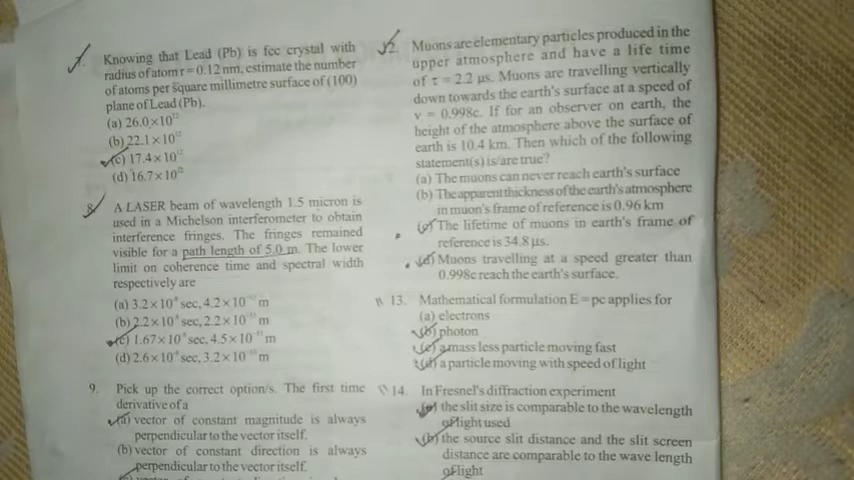 7. Knowing that Lead (Pb) is fcc crystal with
radius of atom r = 0.12 nm, estimate the number
of atoms per square millimetre surface of (100)
plane of Lead (Pb).
(a) 26.0×10¹²
(b) 22.1×10¹²
(c) 17.4×10¹²
(d) 16.7×10¹²
8. A LASER beam of wavelength 1.5 micron is
used in a Michelson interferometer to obtain
interference fringes. The fringes remained
visible for a path length of 5.0 m. The lower
limit on coherence time and spectral width
respectively are
(a) 3.2×10 sec, 4.2×10 m
(b) 2.2×10 sec, 2.2×10 m
(c) 1.67×10 sec, 4.5×10 m
(d) 2.6×10 sec, 3.2×10 m
9. Pick up the correct option/s. The first time
derivative of a
(a) vector of constant magnitude is always
perpendicular to the vector itself.
(b) vector of constant direction is always
perpendicular to the vector itself.
12. Muons are elementary particles produced in the
upper atmosphere and have a life time
of τ = 2.2 μs. Muons are travelling vertically
down towards the earth's surface at a speed of
v = 0.998c. If for an observer on earth, the
height of the atmosphere above the surface of
earth is 10.4 km. Then which of the following
statement(s) is/are true?
(a) The muons can never reach earth's surface
(b) The apparent thickness of the earth's atmosphere
in muon's frame of reference is 0.96 km
(c) The lifetime of muons in earth's frame of
reference is 34.8 μs.
(d) Muons travelling at a speed greater than
0.998c reach the earth's surface.
13. Mathematical formulation E = pc applies for
(a) electrons
(b) photon
(c) a mass less particle moving fast
(d) a particle moving with speed of light
14. In Fresnel's diffraction experiment
(a) the slit size is comparable to the wavelength
of light used
(b) the source slit distance and the slit screen
distance are comparable to the wave length
of light